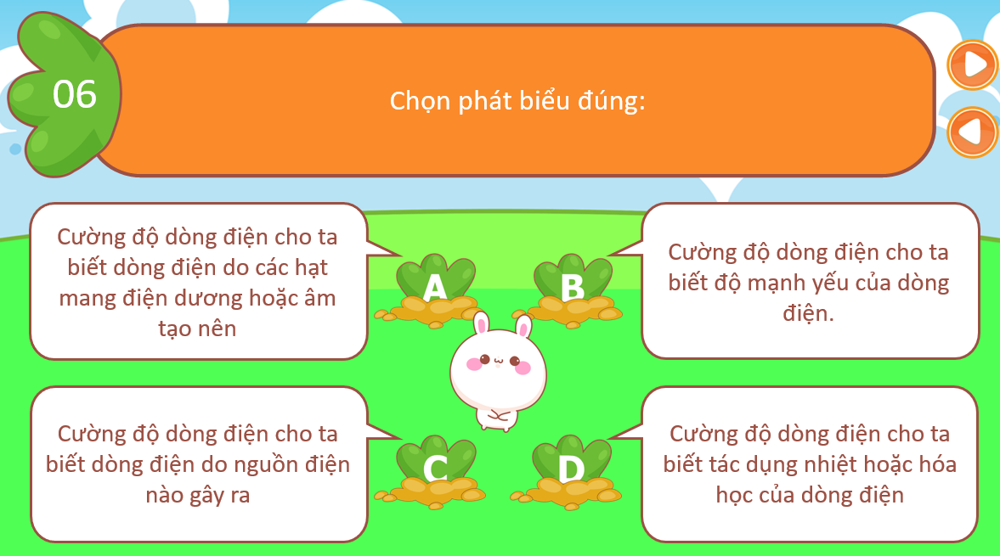 06
Chọn phát biểu đúng:
Cường độ dòng điện cho ta
biết dòng điện do các hạt
mang điện dương hoặc âm
tạo nên
A
B
Cường độ dòng điện cho ta
biết độ mạnh yếu của dòng
điện.
Cường độ dòng điện cho ta
biết dòng điện do nguồn điện
nào gây ra
C
D
Cường độ dòng điện cho ta
biết tác dụng nhiệt hoặc hóa
học của dòng điện